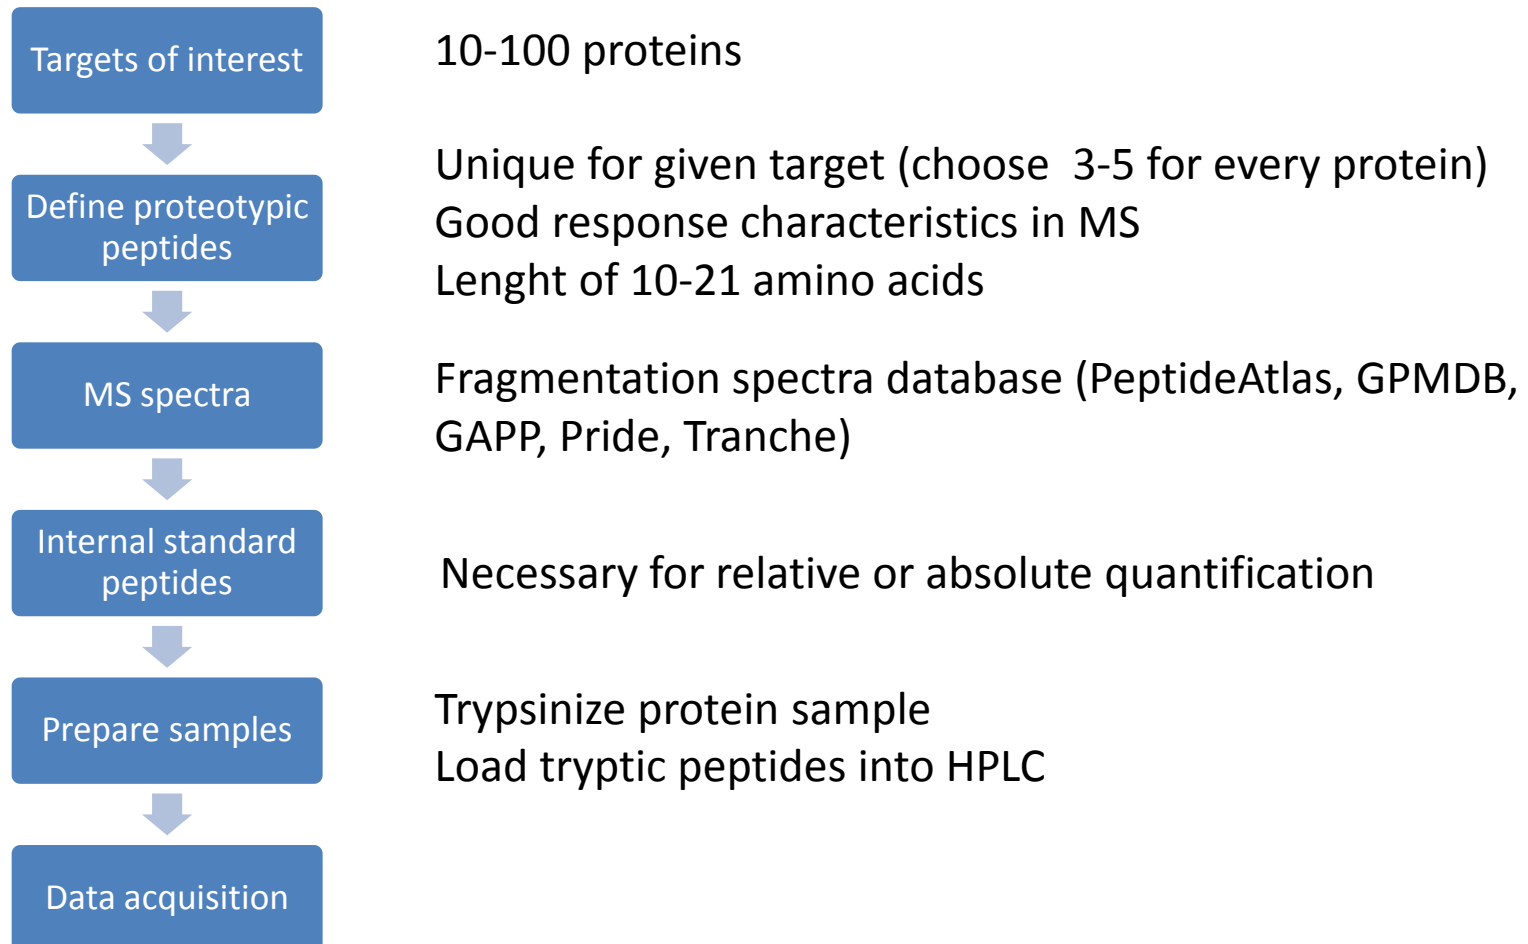 Targets of interest
10-100 proteins
Define proteotypic
peptides
Unique for given target (choose  3-5 for every protein)
Good response characteristics in MS
Lenght of 10-21 amino acids
MS spectra
Fragmentation spectra database (PeptideAtlas, GPMDB,
GAPP, Pride, Tranche)
Internal standard
peptides
Necessary for relative or absolute quantification
Prepare samples
Trypsinize protein sample
Load tryptic peptides into HPLC
Data acquisition